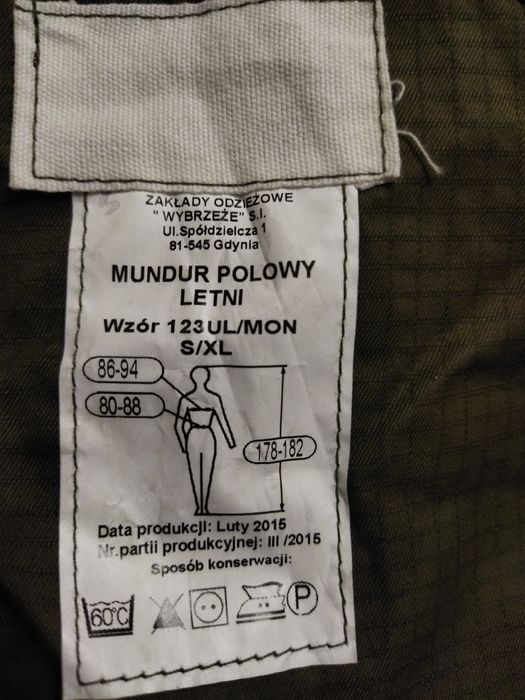 ZAKŁADY ODZIEŻOWE
" WYBRZEŻE" S.I.
Ul.Spółdzielcza 1
81-545 Gdynia
MUNDUR POLOWY
LETNI
Wzór 123UL/MON
S/XL
86-94
80-88
178-182
Data produkcji: Luty 2015
Nr.partii produkcyjnej: III /2015
Sposób konserwacji:
60°C P